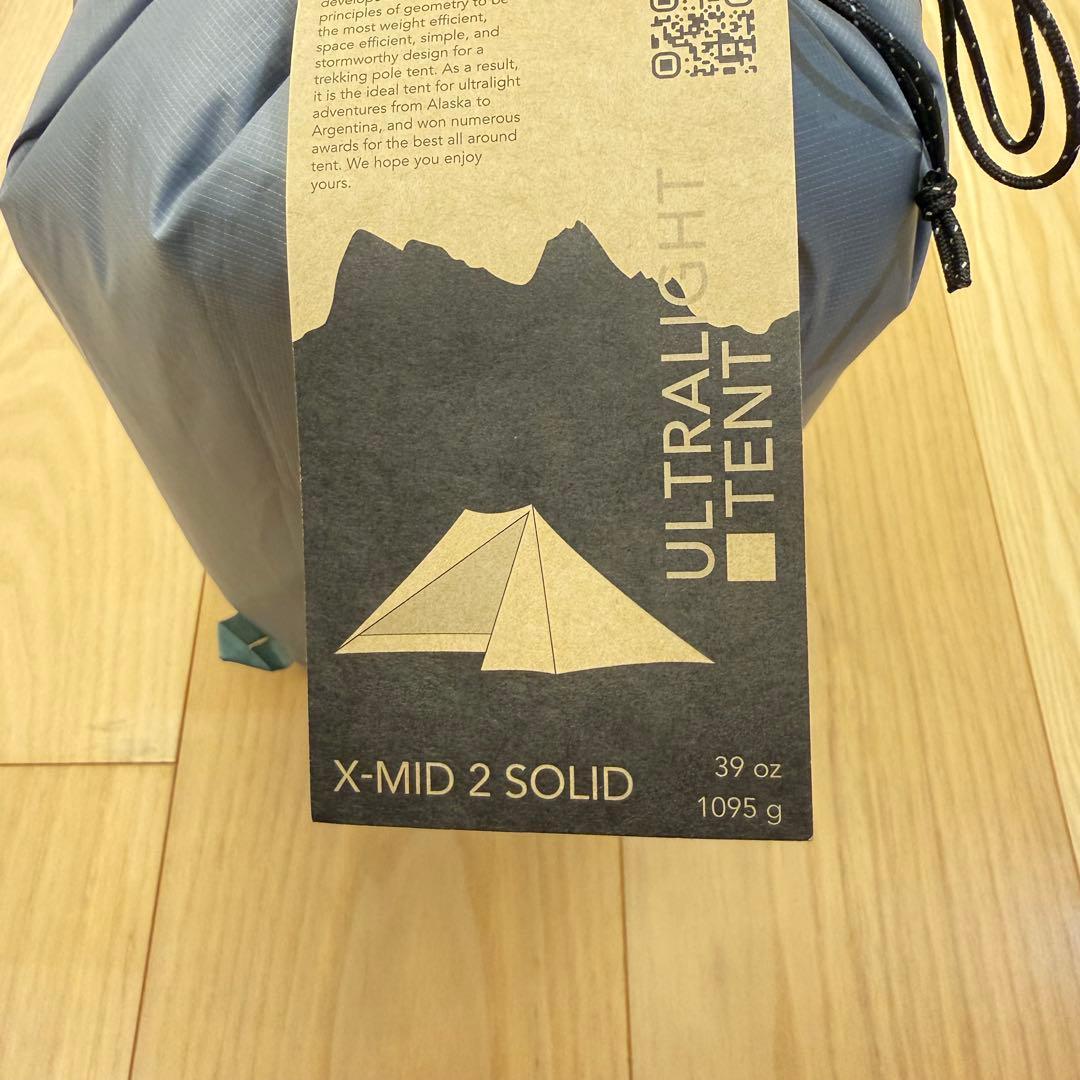 principles of geometry to be
the most weight efficient,
space efficient, simple, and
stormworthy design for a
trekking pole tent. As a result,
it is the ideal tent for ultralight
adventures from Alaska to
Argentina, and won numerous
awards for the best all around
tent. We hope you enjoy
yours.
ULTRALIGHT
TENT
X-MID 2 SOLID
39 oz
1095 g